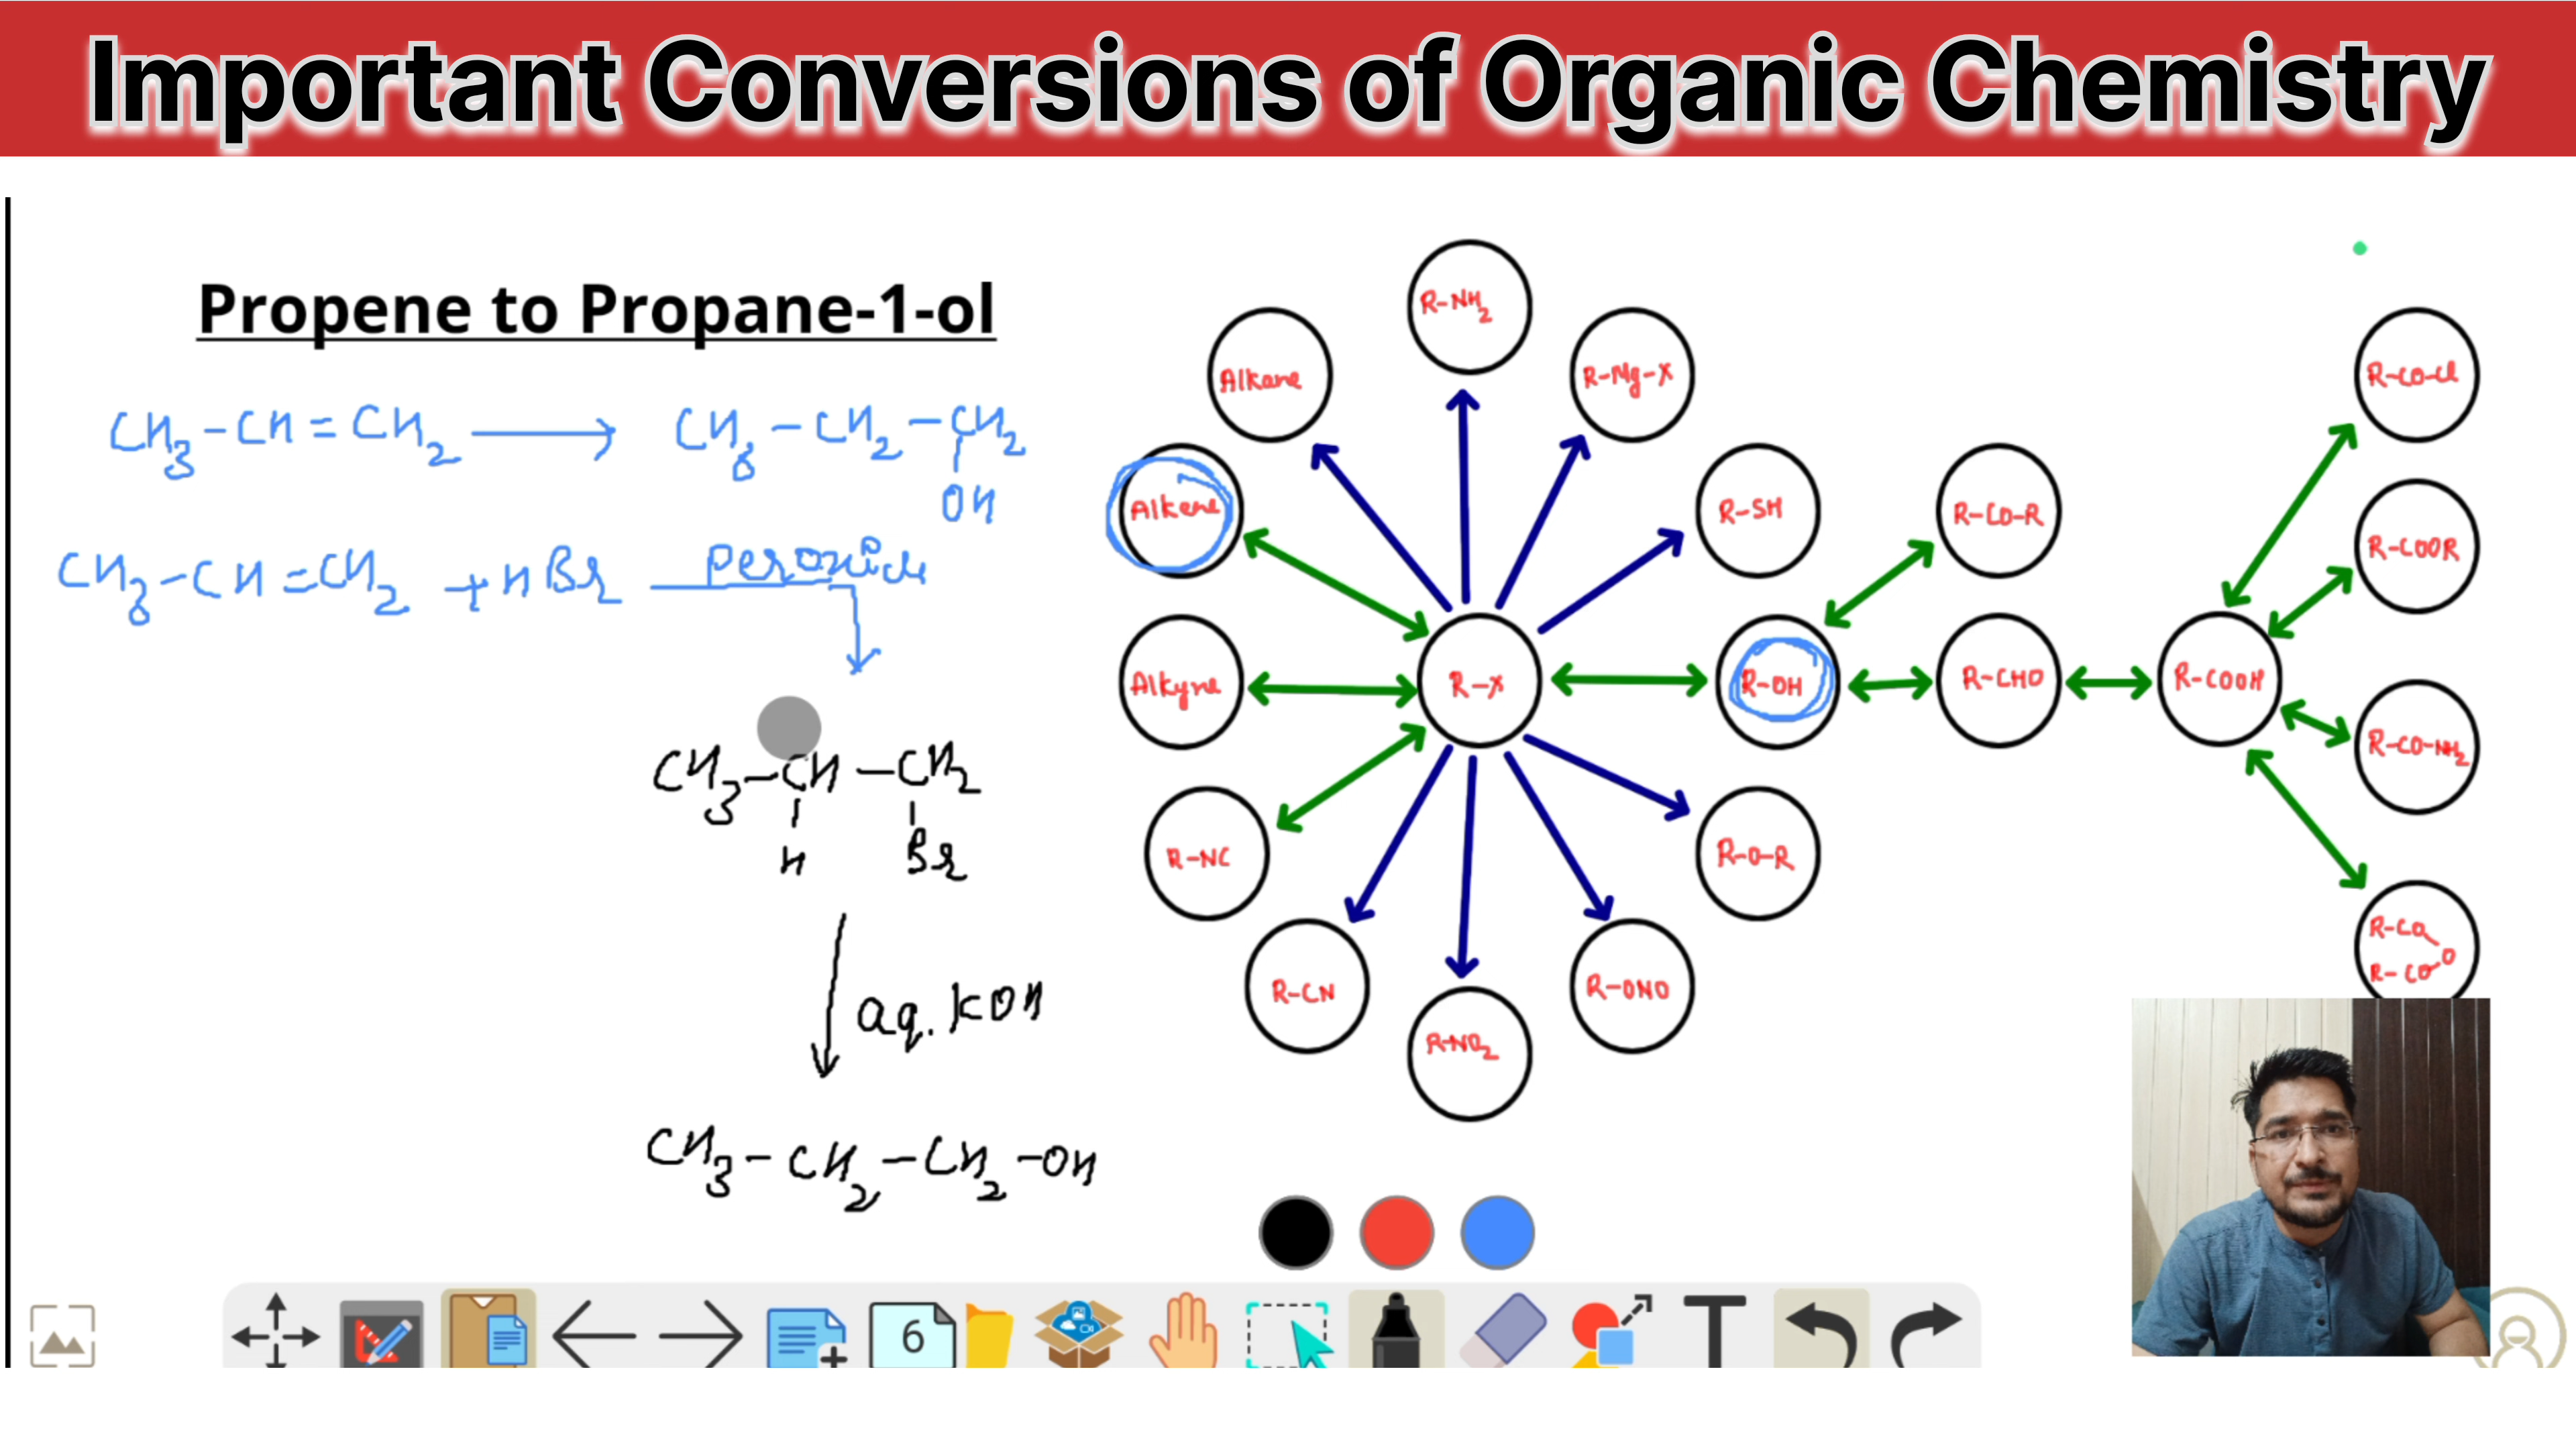 Important Conversions of Organic Chemistry
Propene to Propane-1-ol
CH3-CH=CH2 ⟶ CH3-CH2-CH2
OH
CH3-CH=CH2 + HBr Peroxide
CH3-CH-CH2
H Br
aq. KOH
CH3-CH2-CH2-OH
R-NH2
Alkane
R-Mg-X
Alkene
R-SH
R-CO-R
R-CO-Cl
R-COOR
Alkyne
R-X
R-OH
R-CHO
R-COOH
R-CO-NH2
R-NC
R-O-R
R-CN
R-NO2
R-ONO
R-CO
O
R-CO
6
T